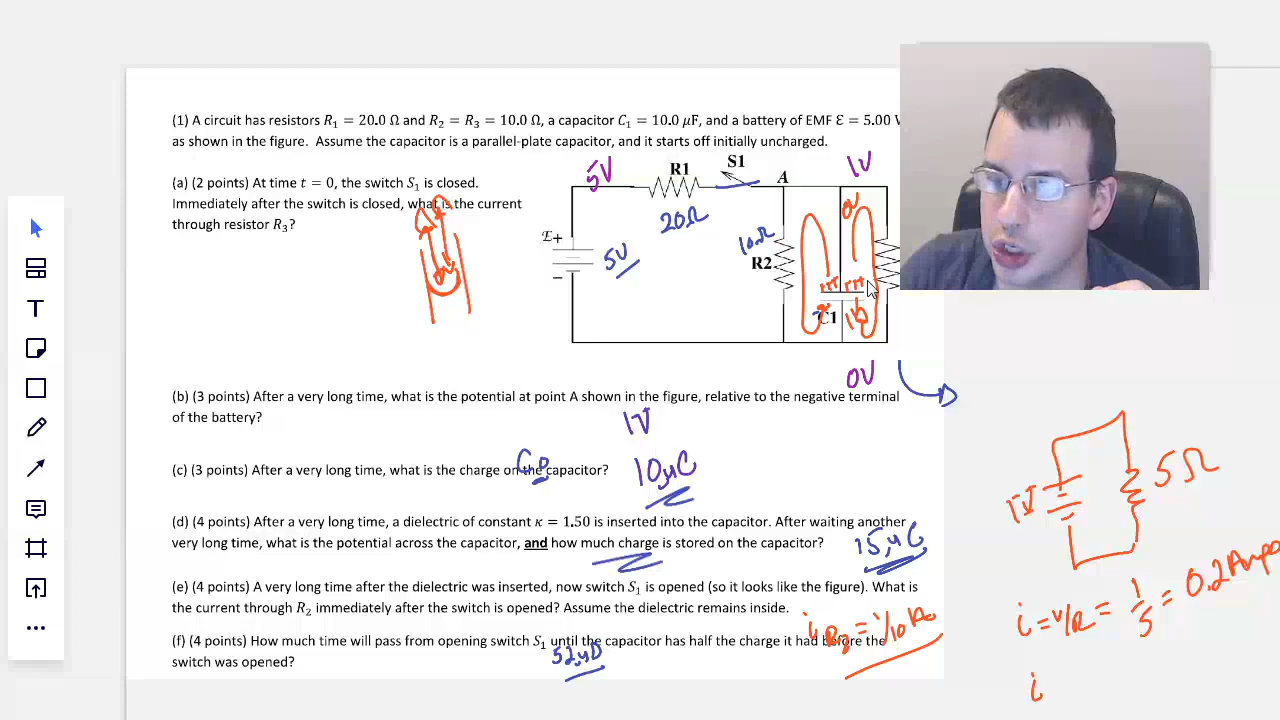 (1) A circuit has resistors R₁ = 20.0 Ω and R₂ = R₃ = 10.0 Ω, a capacitor C₁ = 10.0 μF, and a battery of EMF ℰ = 5.00 V
as shown in the figure. Assume the capacitor is a parallel-plate capacitor, and it starts off initially uncharged.
(a) (2 points) At time t = 0, the switch S₁ is closed.
Immediately after the switch is closed, what is the current
through resistor R₃?
5V
R1
S1
A
1V
20Ω
ℰ+
5V
−
10Ω
R2
C1
0V
(b) (3 points) After a very long time, what is the potential at point A shown in the figure, relative to the negative terminal
of the battery?
1V
(c) (3 points) After a very long time, what is the charge on the capacitor?
10μC
(d) (4 points) After a very long time, a dielectric of constant κ = 1.50 is inserted into the capacitor. After waiting another
very long time, what is the potential across the capacitor, and how much charge is stored on the capacitor?
15μC
(e) (4 points) A very long time after the dielectric was inserted, now switch S₁ is opened (so it looks like the figure). What is
the current through R₂ immediately after the switch is opened? Assume the dielectric remains inside.
(f) (4 points) How much time will pass from opening switch S₁ until the capacitor has half the charge it had before the
switch was opened?
1V
5Ω
i = V/R = 1/5 = 0.2 Amp
i
T